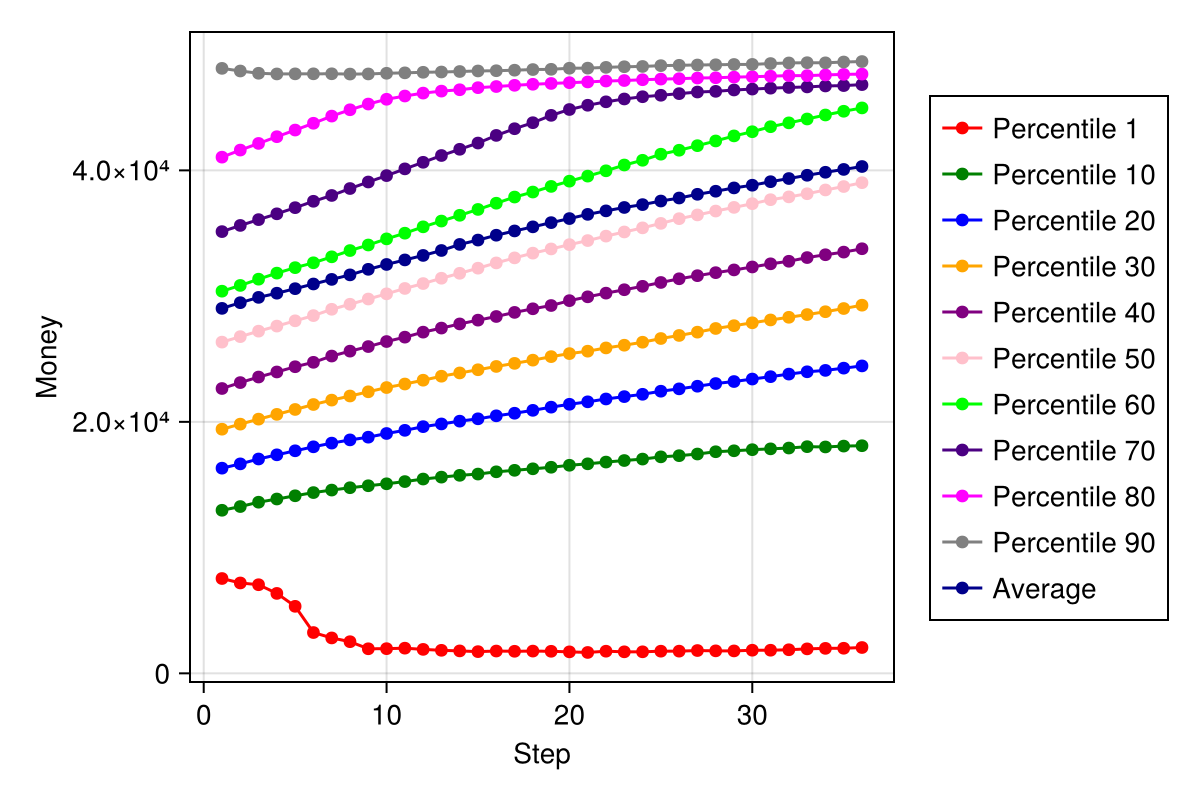 Money
4.0×10⁴
2.0×10⁴
0
0 10 20 30
Step
Percentile 1
Percentile 10
Percentile 20
Percentile 30
Percentile 40
Percentile 50
Percentile 60
Percentile 70
Percentile 80
Percentile 90
Average